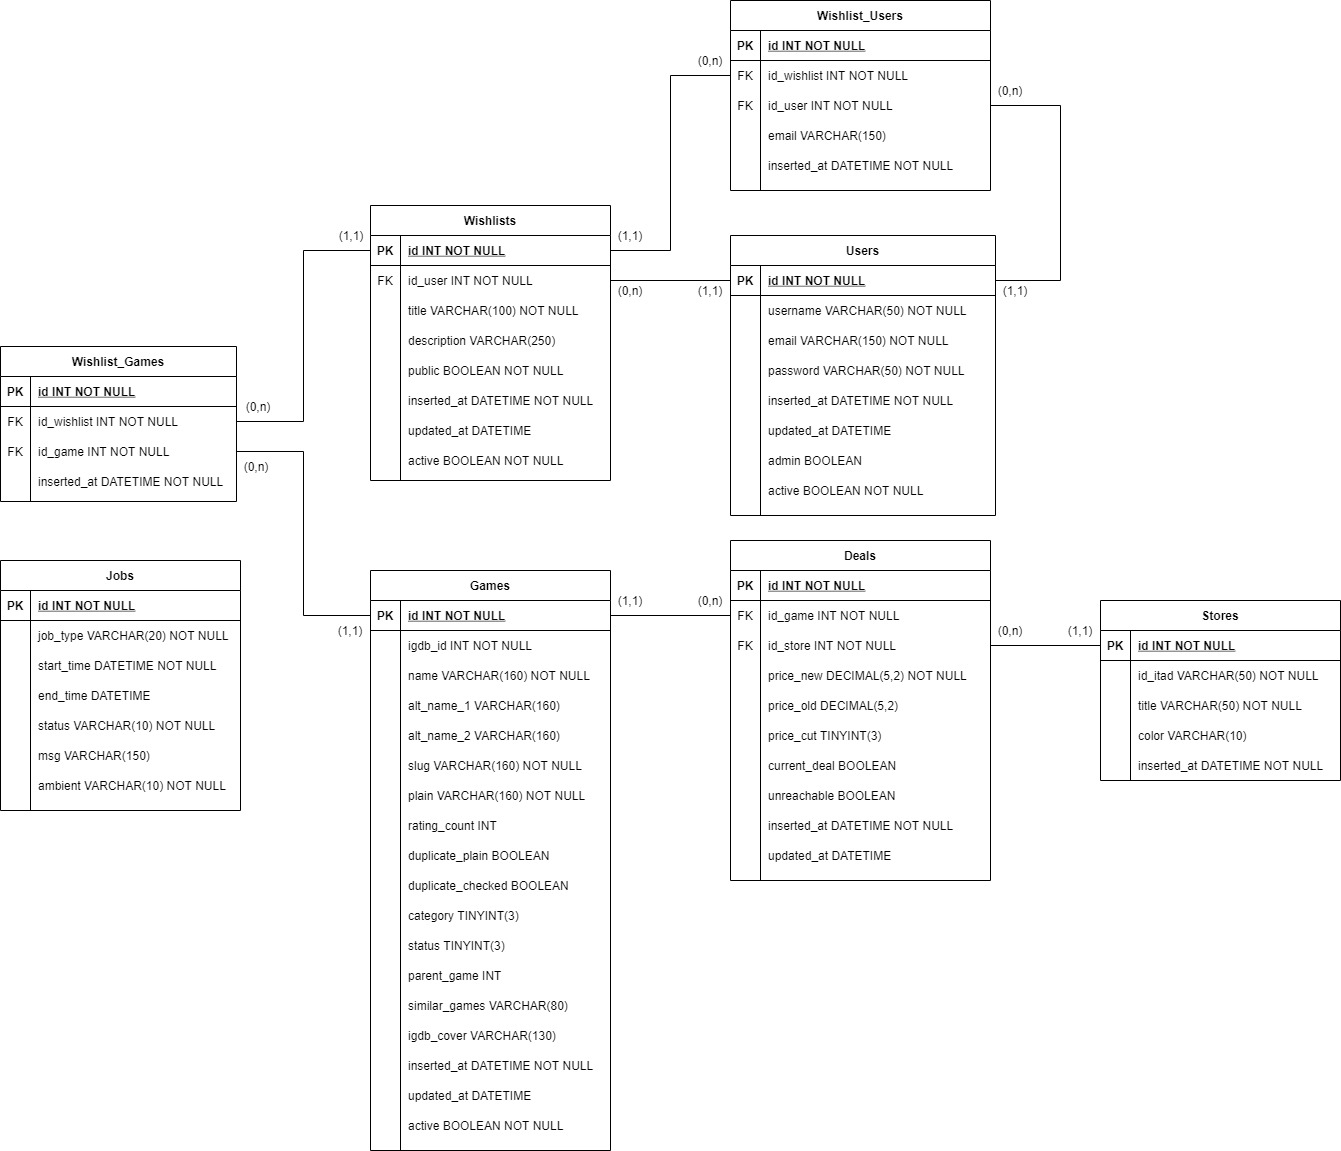 Wishlist_Users
PK id INT NOT NULL
FK id_wishlist INT NOT NULL
FK id_user INT NOT NULL
email VARCHAR(150)
inserted_at DATETIME NOT NULL
(0,n)
(0,n)
Wishlists
PK id INT NOT NULL
FK id_user INT NOT NULL
title VARCHAR(100) NOT NULL
description VARCHAR(250)
public BOOLEAN NOT NULL
inserted_at DATETIME NOT NULL
updated_at DATETIME
active BOOLEAN NOT NULL
(1,1)
(1,1)
(0,n)
(1,1)
(1,1)
Users
PK id INT NOT NULL
username VARCHAR(50) NOT NULL
email VARCHAR(150) NOT NULL
password VARCHAR(50) NOT NULL
inserted_at DATETIME NOT NULL
updated_at DATETIME
admin BOOLEAN
active BOOLEAN NOT NULL
Wishlist_Games
PK id INT NOT NULL
FK id_wishlist INT NOT NULL
FK id_game INT NOT NULL
inserted_at DATETIME NOT NULL
(0,n)
(0,n)
Jobs
PK id INT NOT NULL
job_type VARCHAR(20) NOT NULL
start_time DATETIME NOT NULL
end_time DATETIME
status VARCHAR(10) NOT NULL
msg VARCHAR(150)
ambient VARCHAR(10) NOT NULL
(1,1)
Games
PK id INT NOT NULL
igdb_id INT NOT NULL
name VARCHAR(160) NOT NULL
alt_name_1 VARCHAR(160)
alt_name_2 VARCHAR(160)
slug VARCHAR(160) NOT NULL
plain VARCHAR(160) NOT NULL
rating_count INT
duplicate_plain BOOLEAN
duplicate_checked BOOLEAN
category TINYINT(3)
status TINYINT(3)
parent_game INT
similar_games VARCHAR(80)
igdb_cover VARCHAR(130)
inserted_at DATETIME NOT NULL
updated_at DATETIME
active BOOLEAN NOT NULL
(1,1)
(0,n)
Deals
PK id INT NOT NULL
FK id_game INT NOT NULL
FK id_store INT NOT NULL
price_new DECIMAL(5,2) NOT NULL
price_old DECIMAL(5,2)
price_cut TINYINT(3)
current_deal BOOLEAN
unreachable BOOLEAN
inserted_at DATETIME NOT NULL
updated_at DATETIME
(0,n)
(1,1)
Stores
PK id INT NOT NULL
id_itad VARCHAR(50) NOT NULL
title VARCHAR(50) NOT NULL
color VARCHAR(10)
inserted_at DATETIME NOT NULL